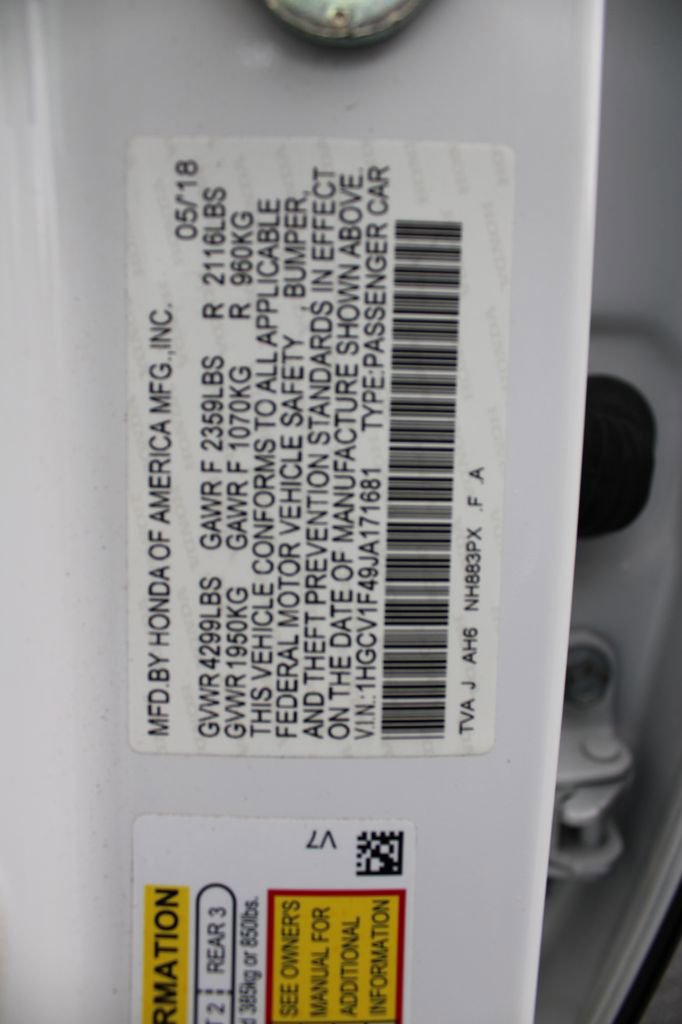 MFD.BY HONDA OF AMERICA MFG.,INC. 05/'18
GVWR 4299LBS GAWR F 2359LBS R 2116LBS
GVWR 1950KG GAWR F 1070KG R 960KG
THIS VEHICLE CONFORMS TO ALL APPLICABLE
FEDERAL MOTOR VEHICLE SAFETY , BUMPER,
AND THEFT PREVENTION STANDARDS IN EFFECT
ON THE DATE OF MANUFACTURE SHOWN ABOVE.
V.I.N.:1HGCV1F49JA171681 TYPE:PASSENGER CAR
TVA J AH6 NH883PX .F .A
V7
RMATION
T 2 REAR 3
d 385kg or 850lbs.
SEE OWNER'S
MANUAL FOR
ADDITIONAL
INFORMATION